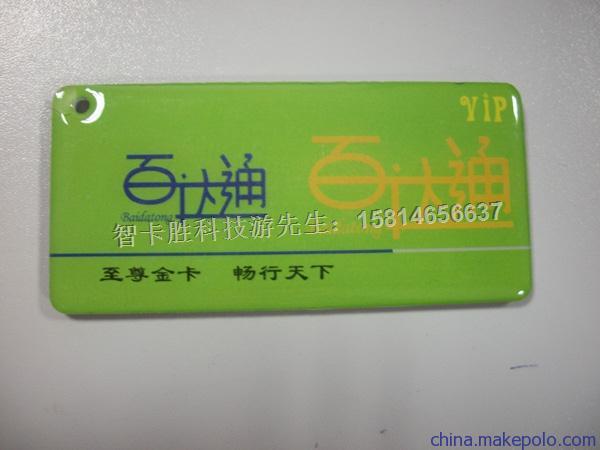 ViP
百达通 百达通
Baidatong Baidatong
智卡胜科技游先生：15814656637
至尊金卡 畅行天下
china.makepolo.com